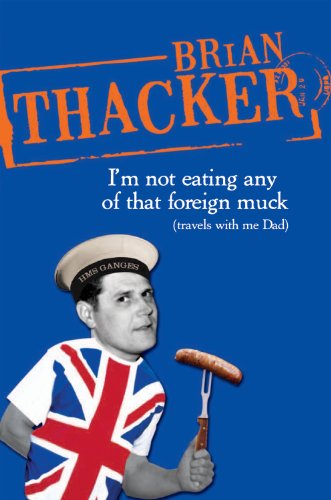 BRiAN
THACKER
I'm not eating any
of that foreign muck
(travels with me Dad)
HMS GANGES